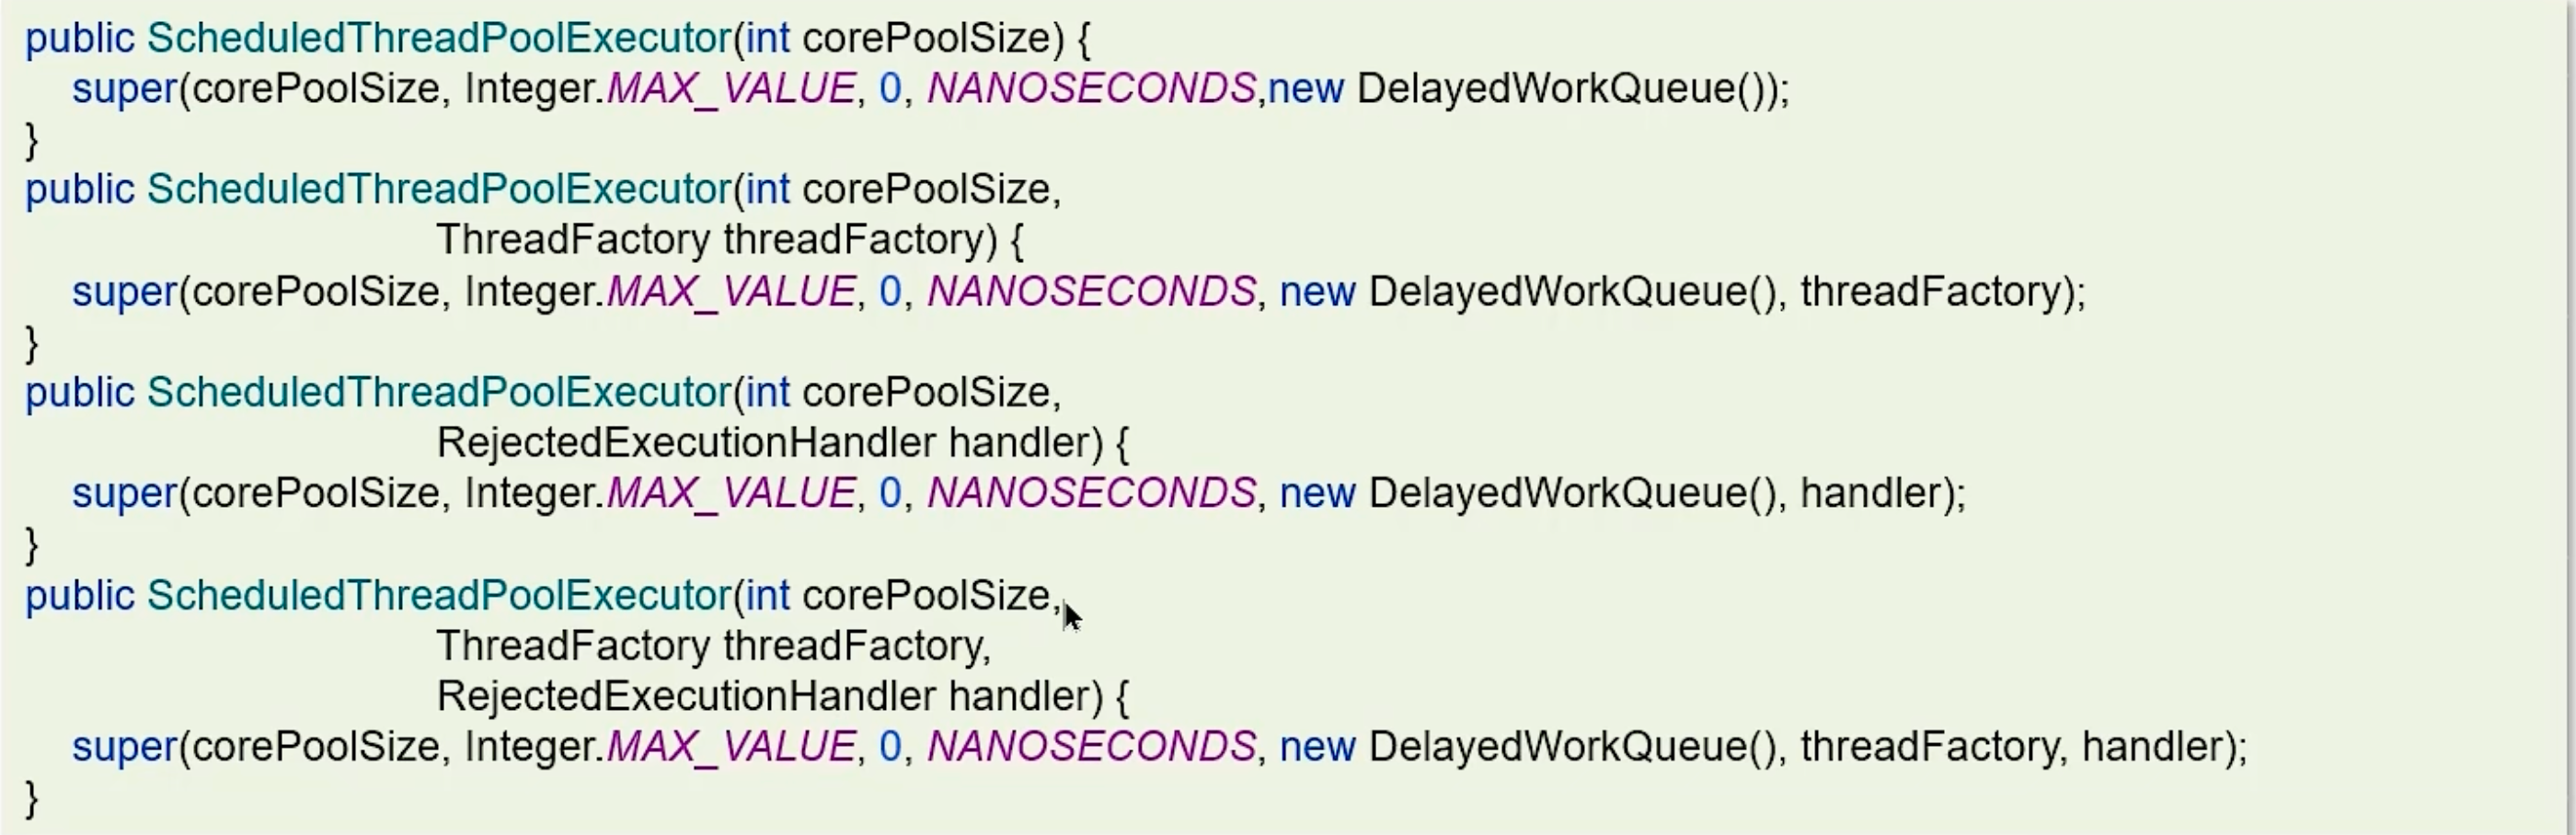 public ScheduledThreadPoolExecutor(int corePoolSize) {
super(corePoolSize, Integer.MAX_VALUE, 0, NANOSECONDS,new DelayedWorkQueue());
}
public ScheduledThreadPoolExecutor(int corePoolSize,
ThreadFactory threadFactory) {
super(corePoolSize, Integer.MAX_VALUE, 0, NANOSECONDS, new DelayedWorkQueue(), threadFactory);
}
public ScheduledThreadPoolExecutor(int corePoolSize,
RejectedExecutionHandler handler) {
super(corePoolSize, Integer.MAX_VALUE, 0, NANOSECONDS, new DelayedWorkQueue(), handler);
}
public ScheduledThreadPoolExecutor(int corePoolSize,
ThreadFactory threadFactory,
RejectedExecutionHandler handler) {
super(corePoolSize, Integer.MAX_VALUE, 0, NANOSECONDS, new DelayedWorkQueue(), threadFactory, handler);
}